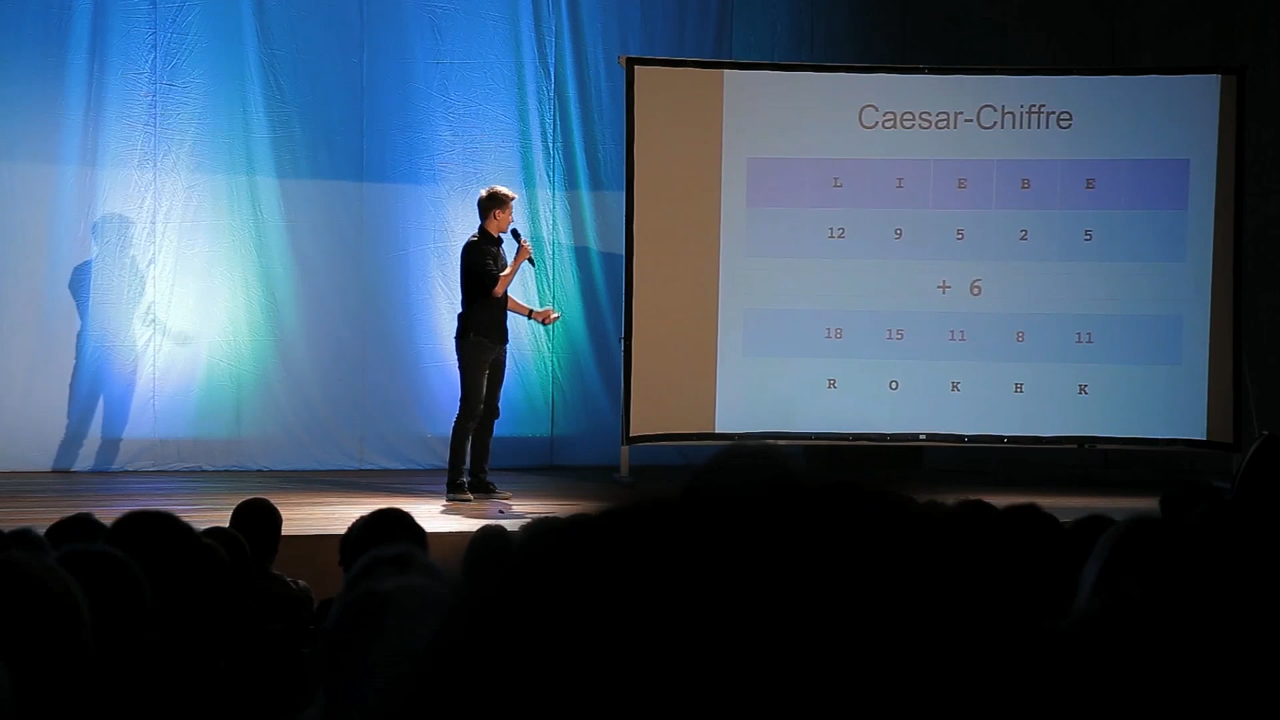 Caesar-Chiffre
L I E B E
12 9 5 2 5
+ 6
18 15 11 8 11
R O K H K